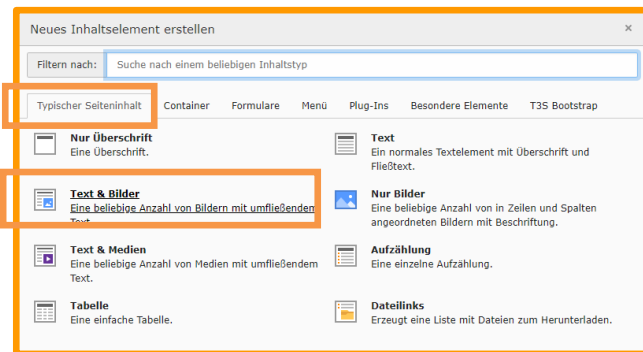 Neues Inhaltselement erstellen ×
Filtern nach: Suche nach einem beliebigen Inhaltstyp
Typischer Seiteninhalt Container Formulare Menü Plug-Ins Besondere Elemente T3S Bootstrap
Nur Überschrift
Eine Überschrift.
Text
Ein normales Textelement mit Überschrift und
Fließtext.
Text & Bilder
Eine beliebige Anzahl von Bildern mit umfließendem
Text.
Nur Bilder
Eine beliebige Anzahl von in Zeilen und Spalten
angeordneten Bildern mit Beschriftung.
Text & Medien
Eine beliebige Anzahl von Medien mit umfließendem
Text.
Aufzählung
Eine einzelne Aufzählung.
Tabelle
Eine einfache Tabelle.
Dateilinks
Erzeugt eine Liste mit Dateien zum Herunterladen.